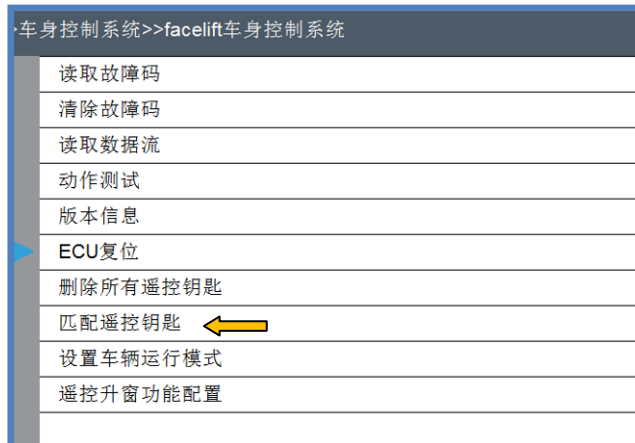 >车身控制系统>>facelift车身控制系统
读取故障码
清除故障码
读取数据流
动作测试
版本信息
ECU复位
删除所有遥控钥匙
匹配遥控钥匙
设置车辆运行模式
遥控升窗功能配置